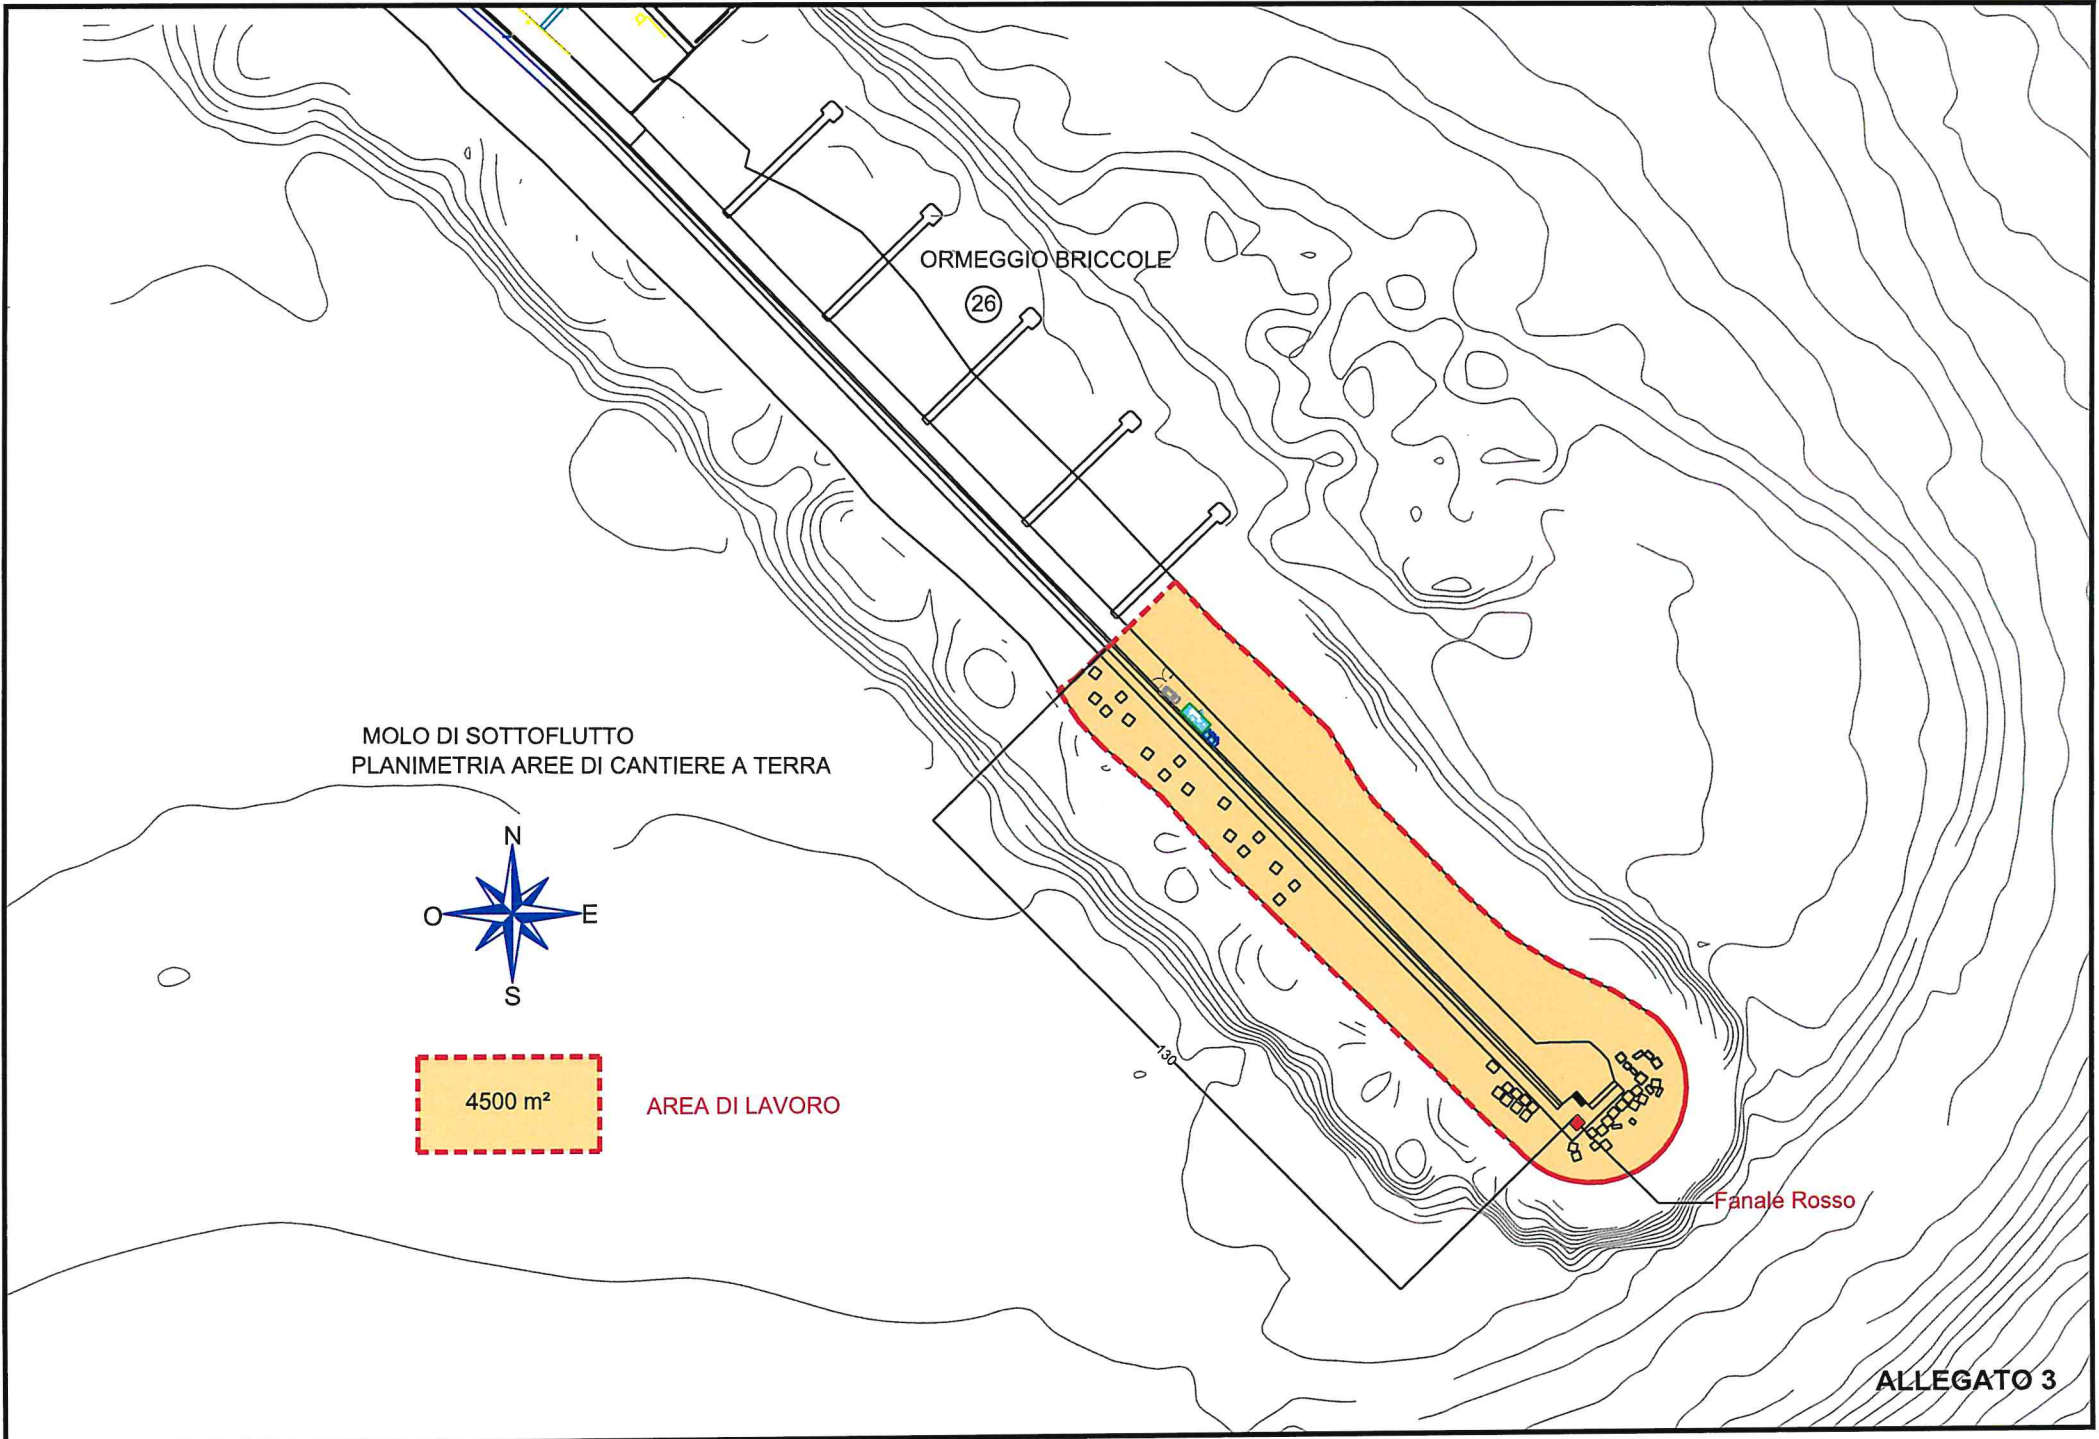 ORMEGGIO BRICCOLE
26
MOLO DI SOTTOFLUTTO
PLANIMETRIA AREE DI CANTIERE A TERRA
N
O E
S
4500 m²
AREA DI LAVORO
130
Fanale Rosso
ALLEGATO 3